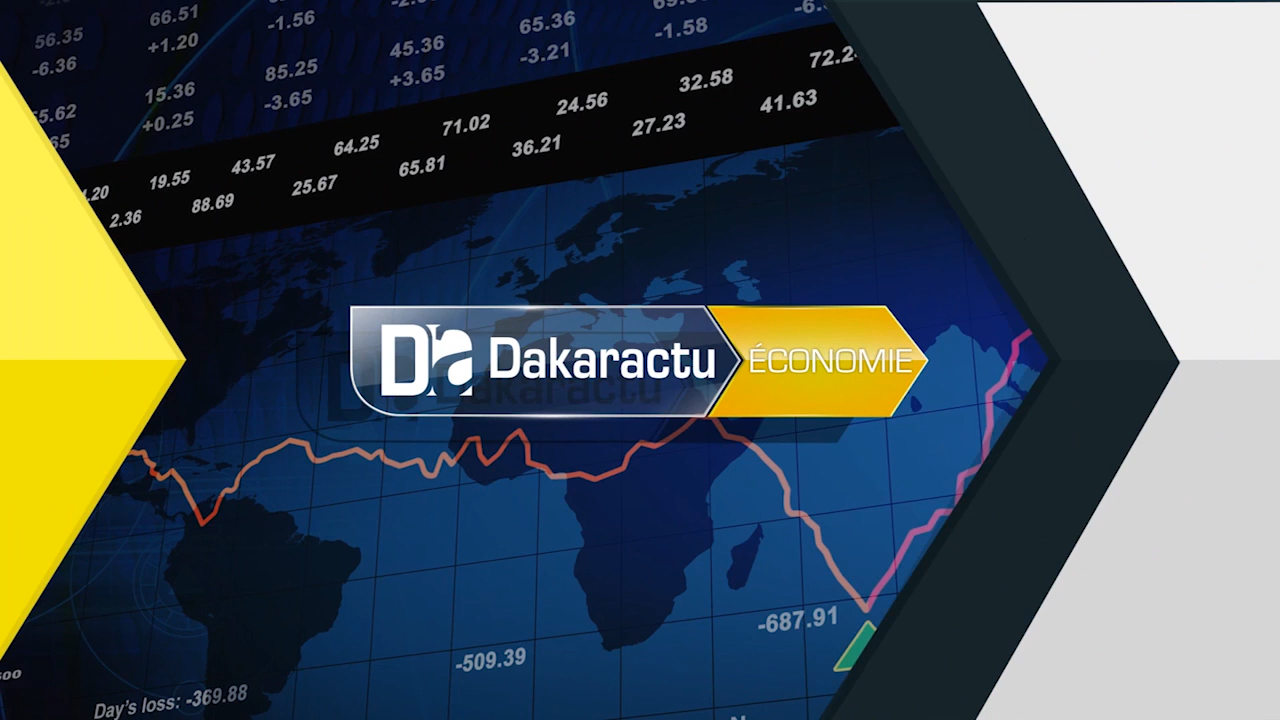 66.51 -1.56 65.36 -1.58
56.35 +1.20 45.36 -3.21
-6.36 85.25 +3.65 32.58
15.36 -3.65 24.56 41.63
+0.25 71.02 27.23
64.25 36.21
19.55 43.57 65.81
2.36 88.69 25.67
Da Dakaractu ÉCONOMIE
-687.91
-509.39
Day's loss: -369.88